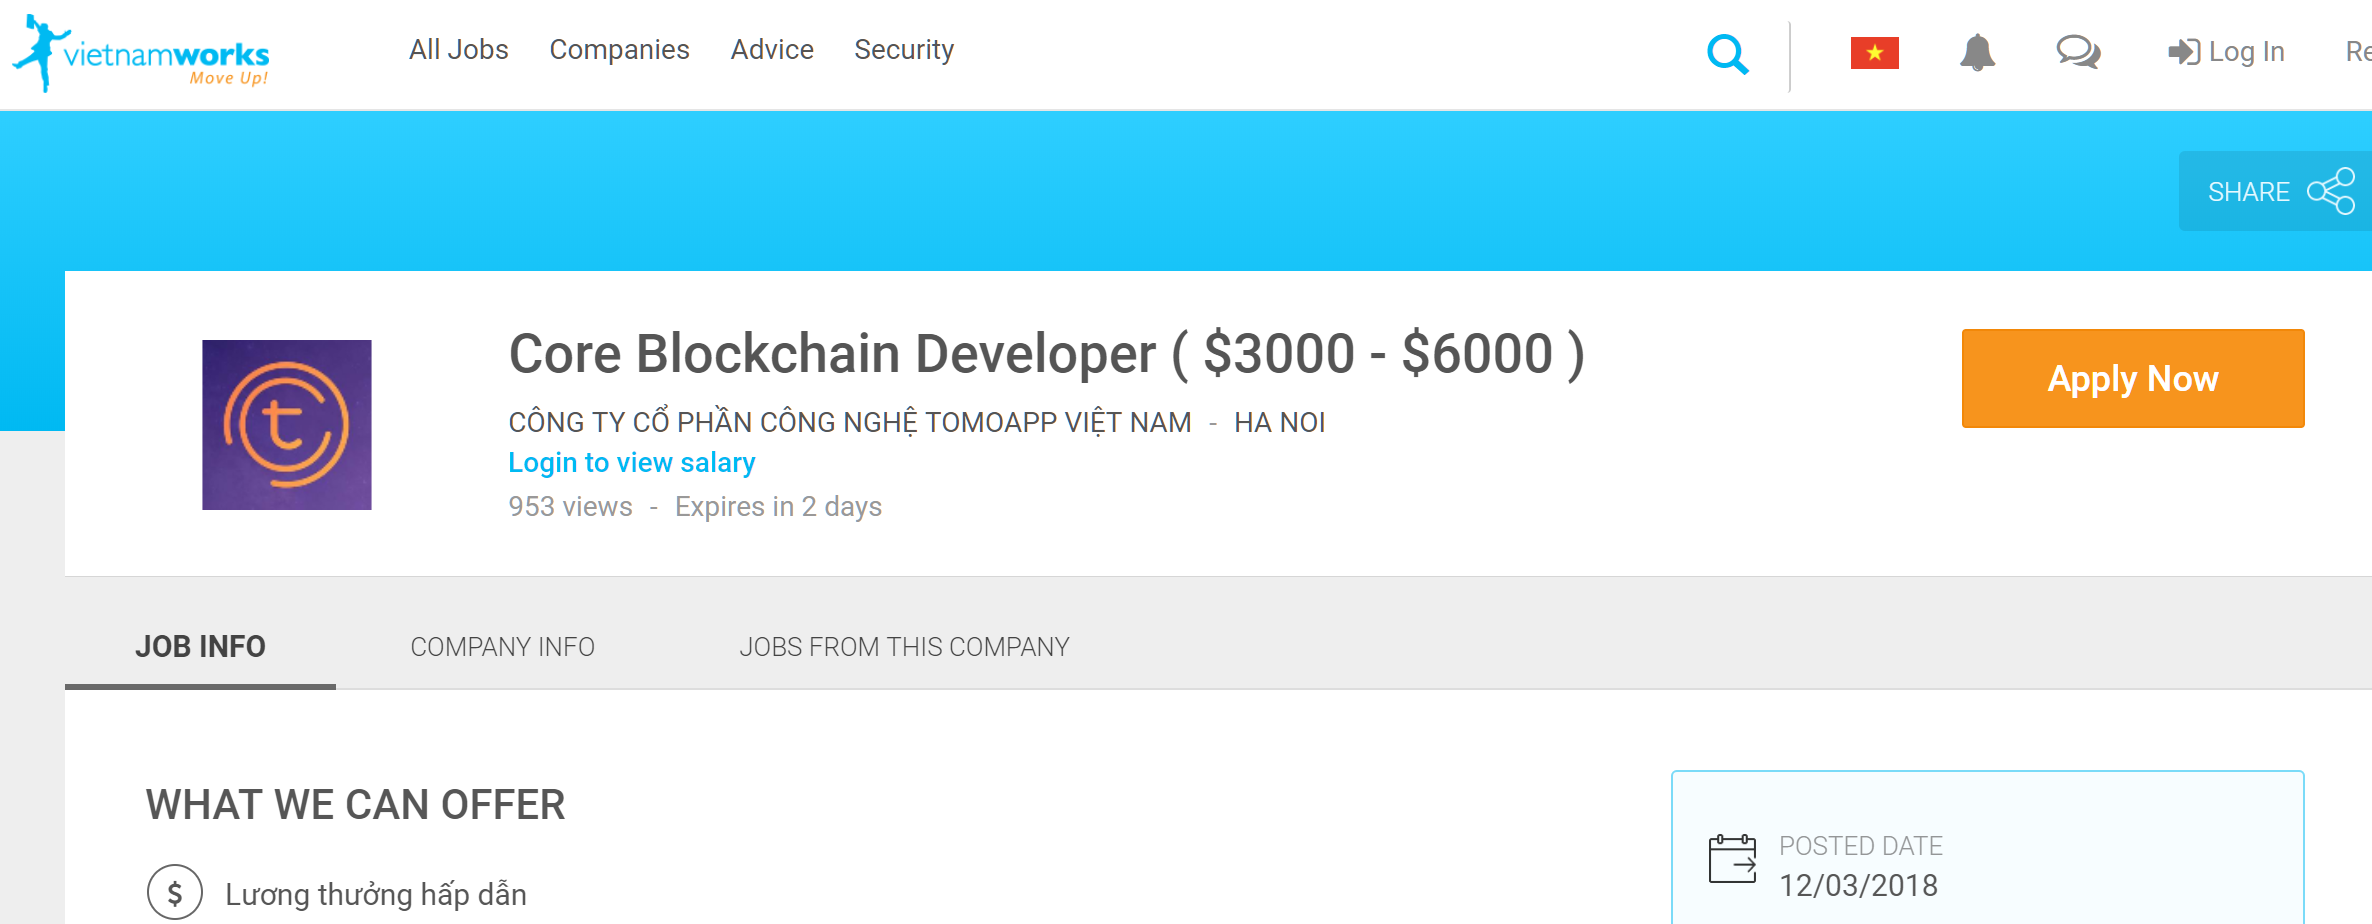 vietnamworks
Move Up!
All Jobs Companies Advice Security
Log In Re
SHARE
t
Core Blockchain Developer ( $3000 - $6000 )
CÔNG TY CỔ PHẦN CÔNG NGHỆ TOMOAPP VIỆT NAM - HA NOI
Login to view salary
953 views - Expires in 2 days
Apply Now
JOB INFO COMPANY INFO JOBS FROM THIS COMPANY
WHAT WE CAN OFFER
$ Lương thưởng hấp dẫn
POSTED DATE
12/03/2018